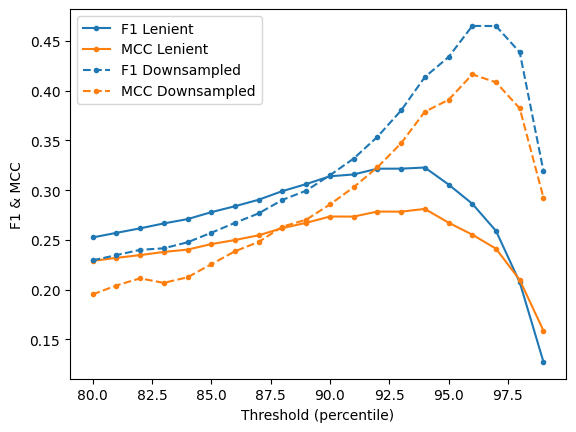 F1 Lenient
MCC Lenient
F1 Downsampled
MCC Downsampled
0.45
0.40
0.35
0.30
0.25
0.20
0.15
F1 & MCC
80.0 82.5 85.0 87.5 90.0 92.5 95.0 97.5
Threshold (percentile)